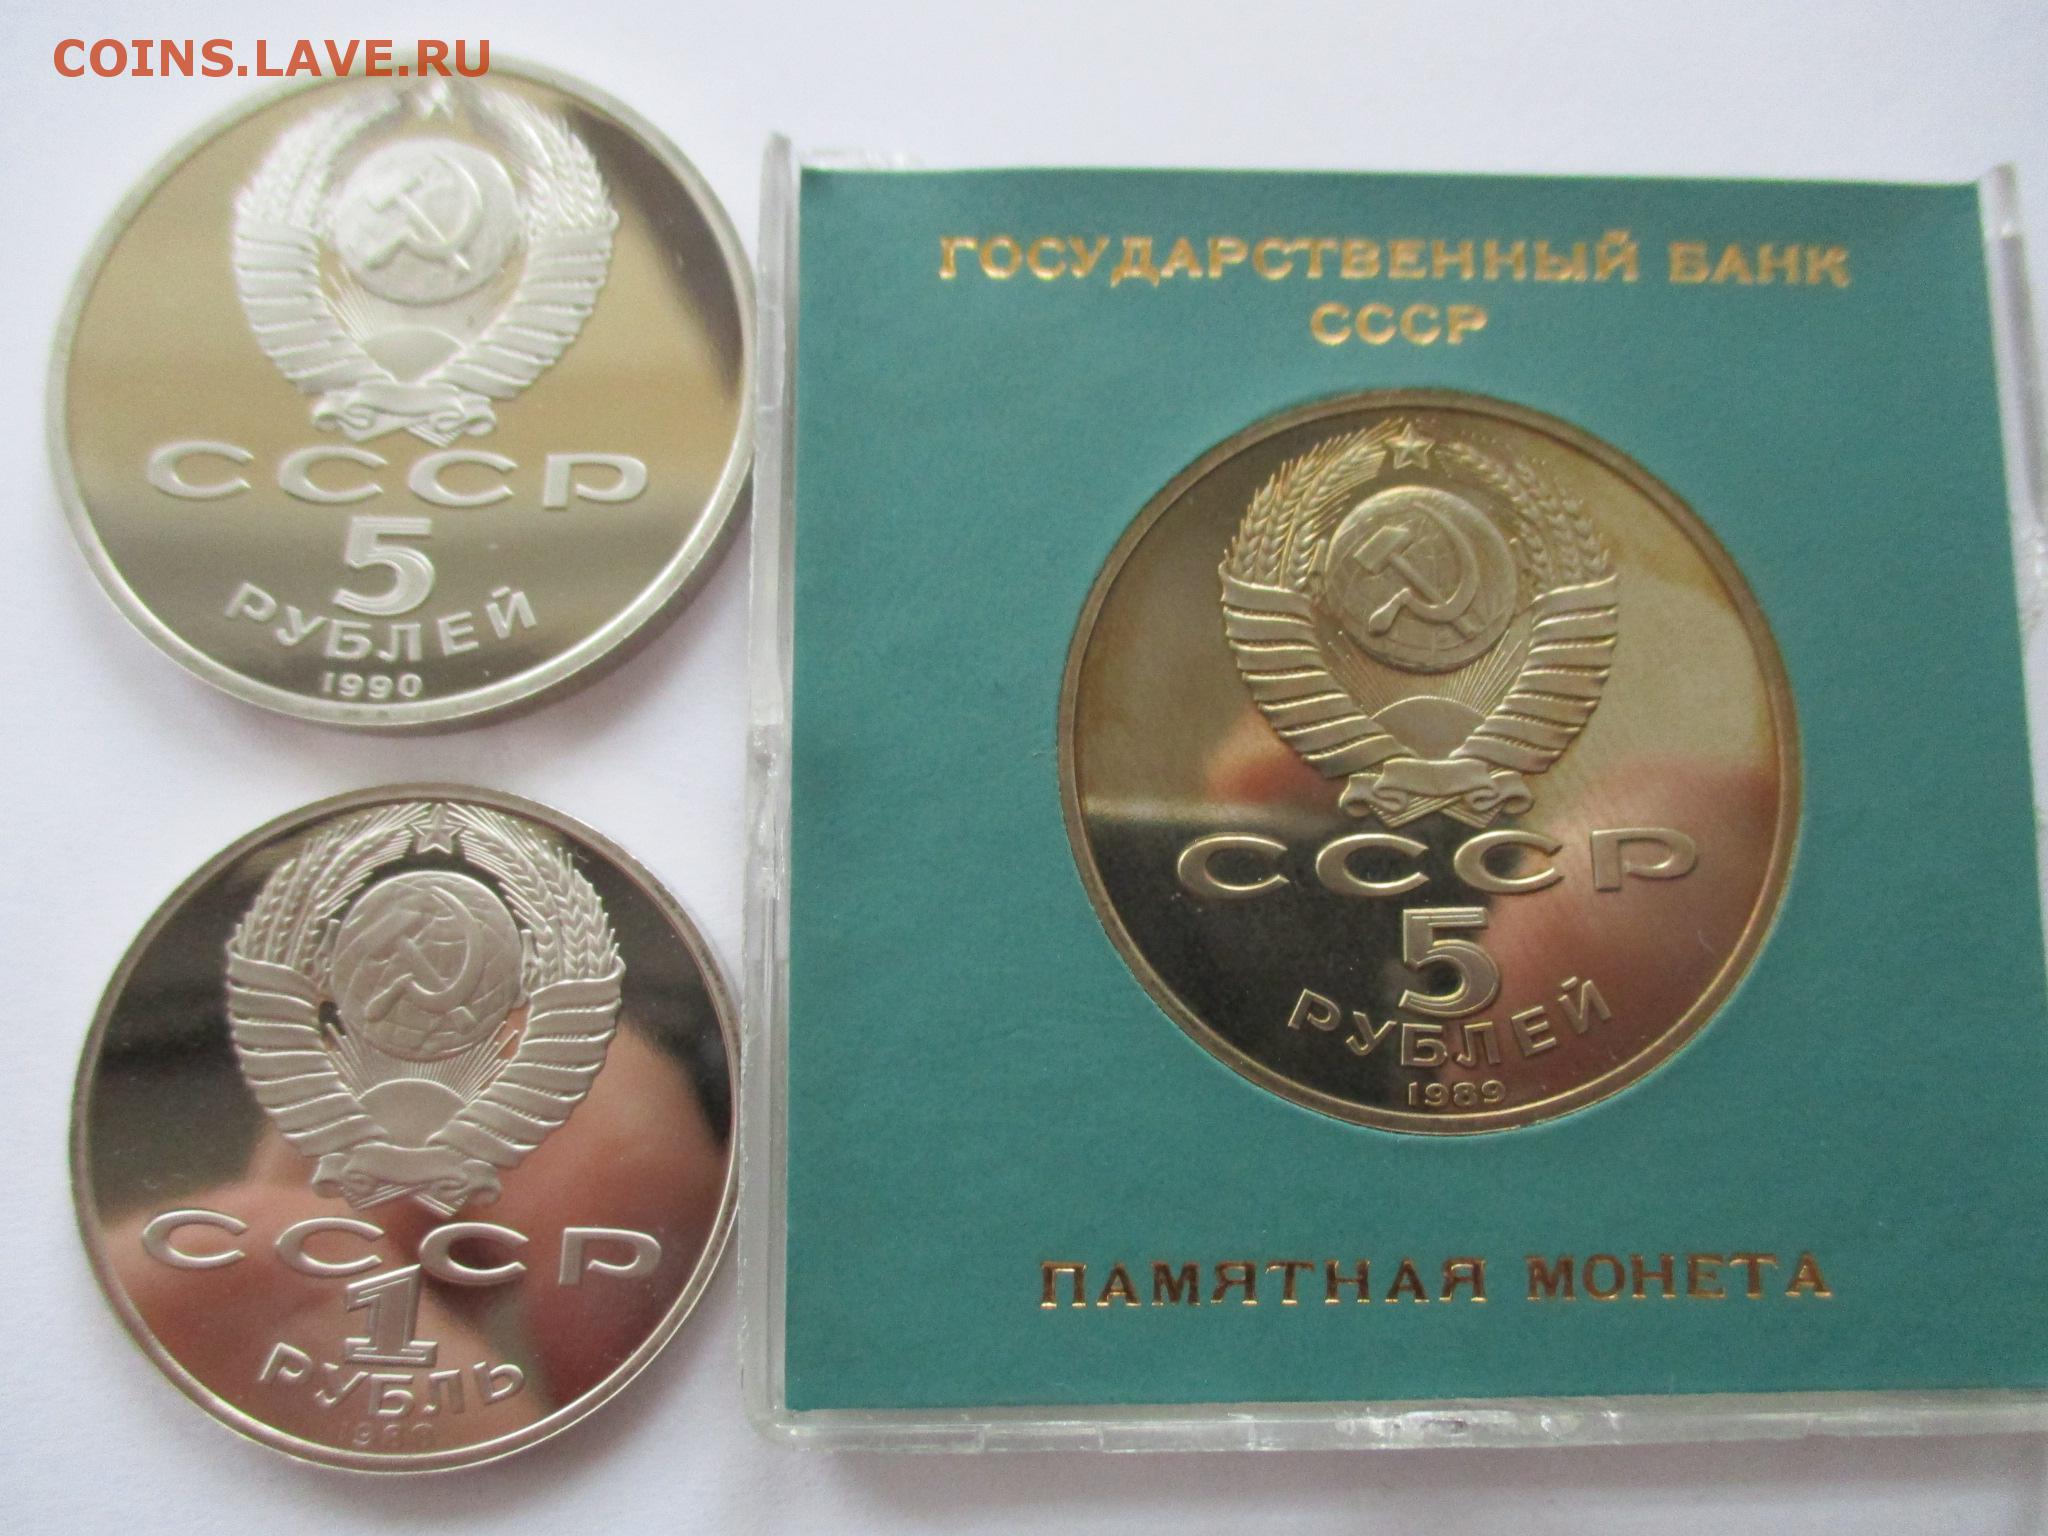 COINS.LAVE.RU
СССР
5
РУБЛЕЙ
1990
СССР
1
РУБЛЬ
ГОСУДАРСТВЕННЫЙ БАНК
СССР
СССР
5
РУБЛЕЙ
1989
ПАМЯТНАЯ МОНЕТА